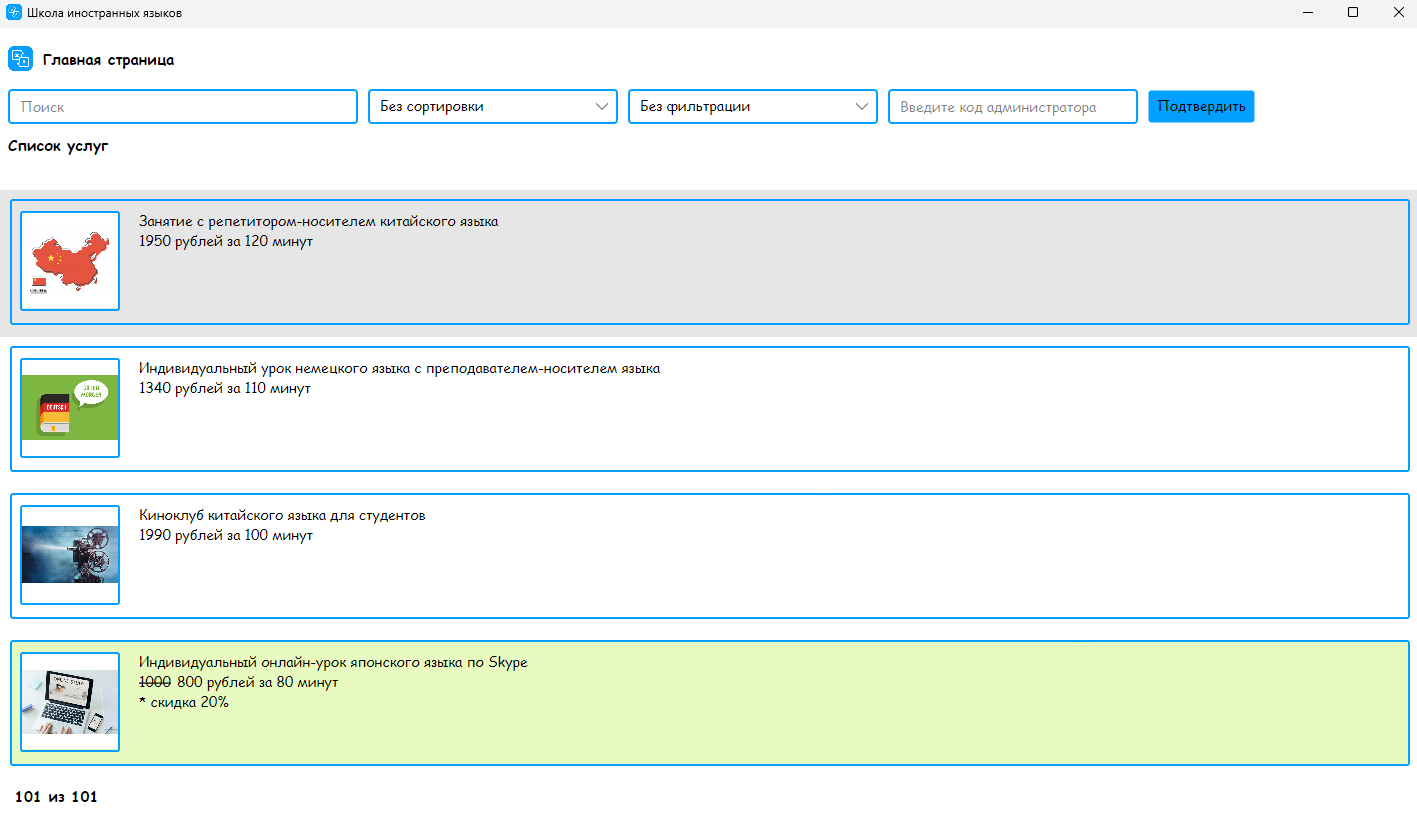 Школа иностранных языков
Главная страница
Поиск
Без сортировки
Без фильтрации
Введите код администратора
Подтвердить
Список услуг
Занятие с репетитором-носителем китайского языка
1950 рублей за 120 минут
Индивидуальный урок немецкого языка с преподавателем-носителем языка
1340 рублей за 110 минут
GUTEN
MORGEN
DEUTSCH
Киноклуб китайского языка для студентов
1990 рублей за 100 минут
Индивидуальный онлайн-урок японского языка по Skype
1000 800 рублей за 80 минут
* скидка 20%
101 из 101